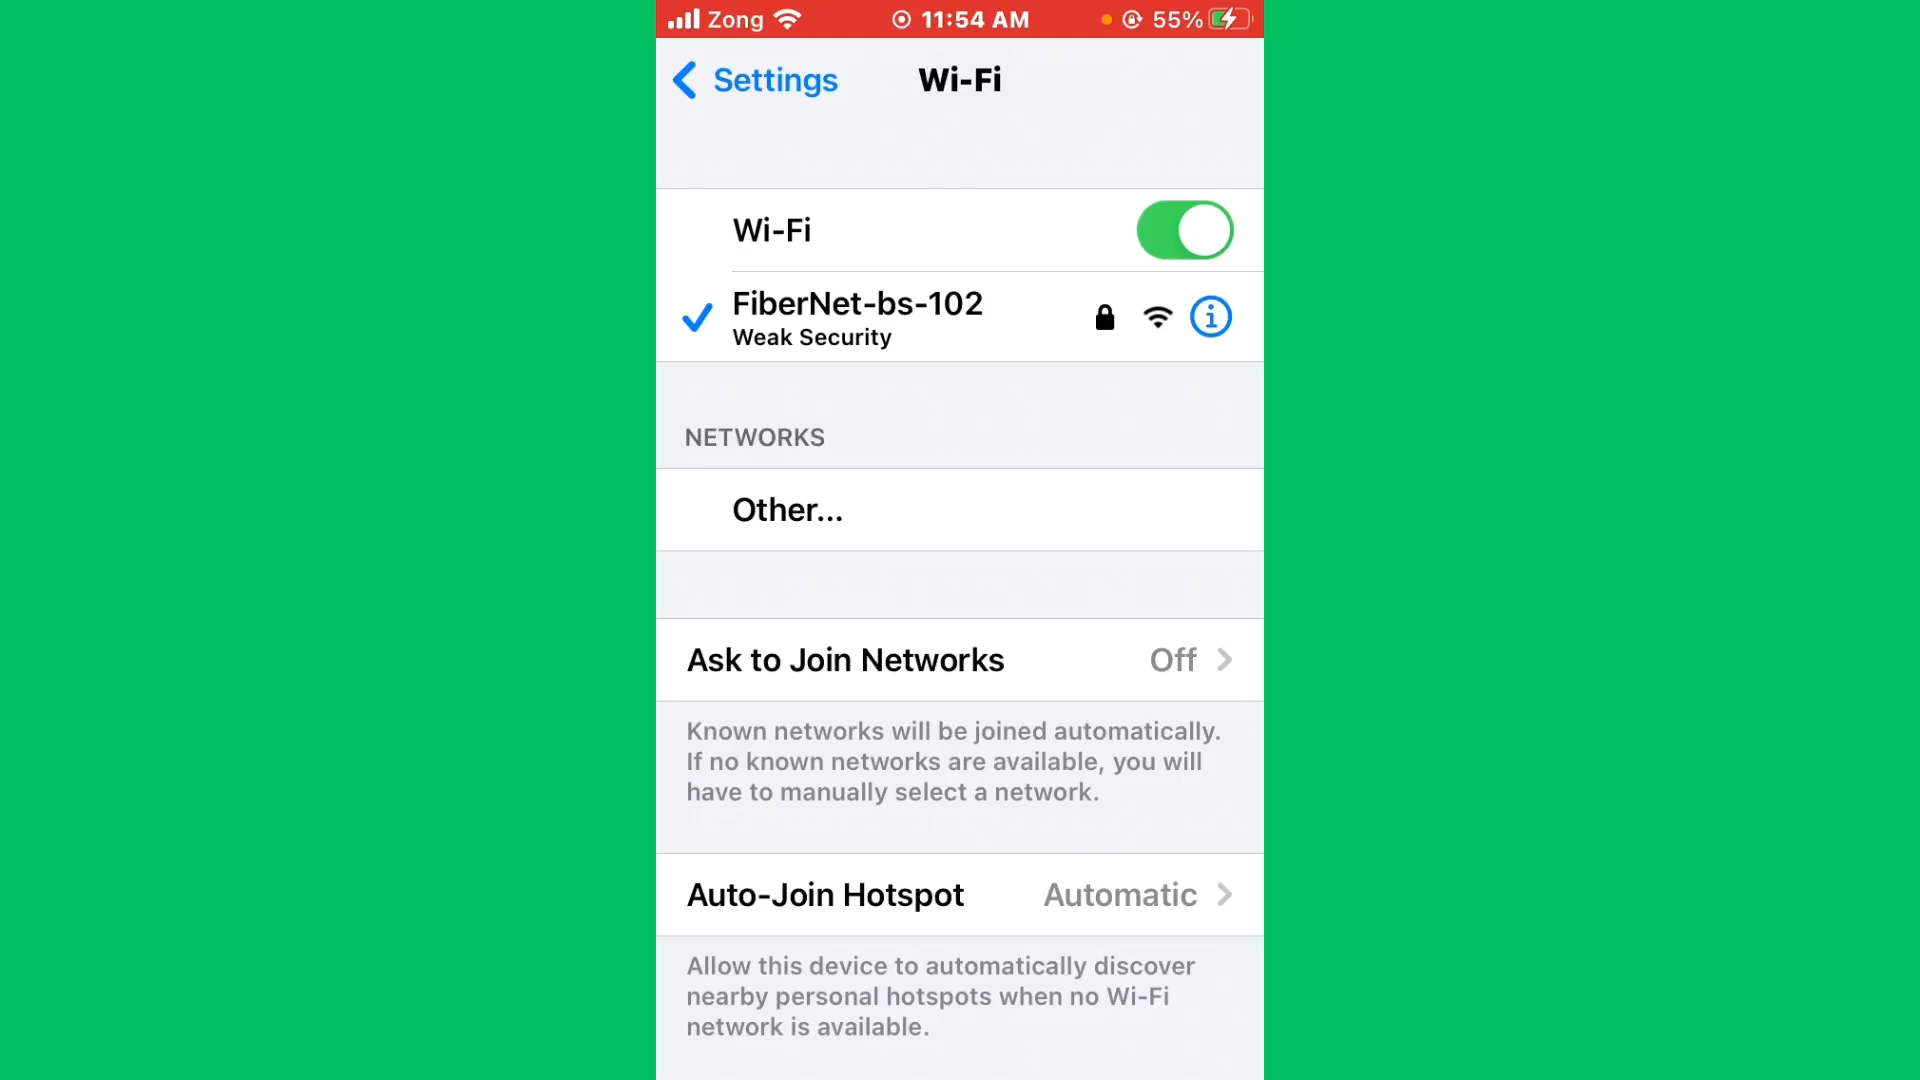 Zong 11:54 AM 55%
Settings Wi-Fi
Wi-Fi
FiberNet-bs-102
Weak Security
NETWORKS
Other...
Ask to Join Networks Off
Known networks will be joined automatically.
If no known networks are available, you will
have to manually select a network.
Auto-Join Hotspot Automatic
Allow this device to automatically discover
nearby personal hotspots when no Wi-Fi
network is available.